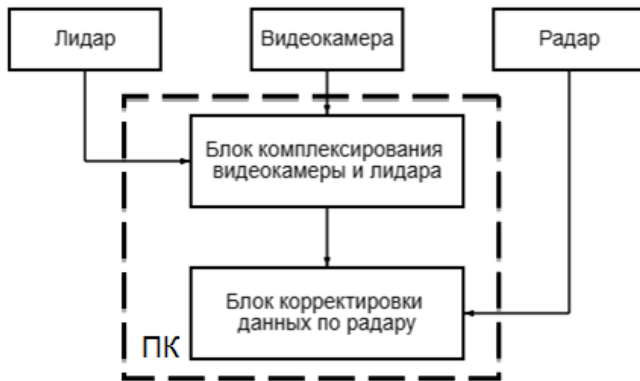 Лидар
Видеокамера
Радар
Блок комплексирования
видеокамеры и лидара
Блок корректировки
данных по радару
ПК